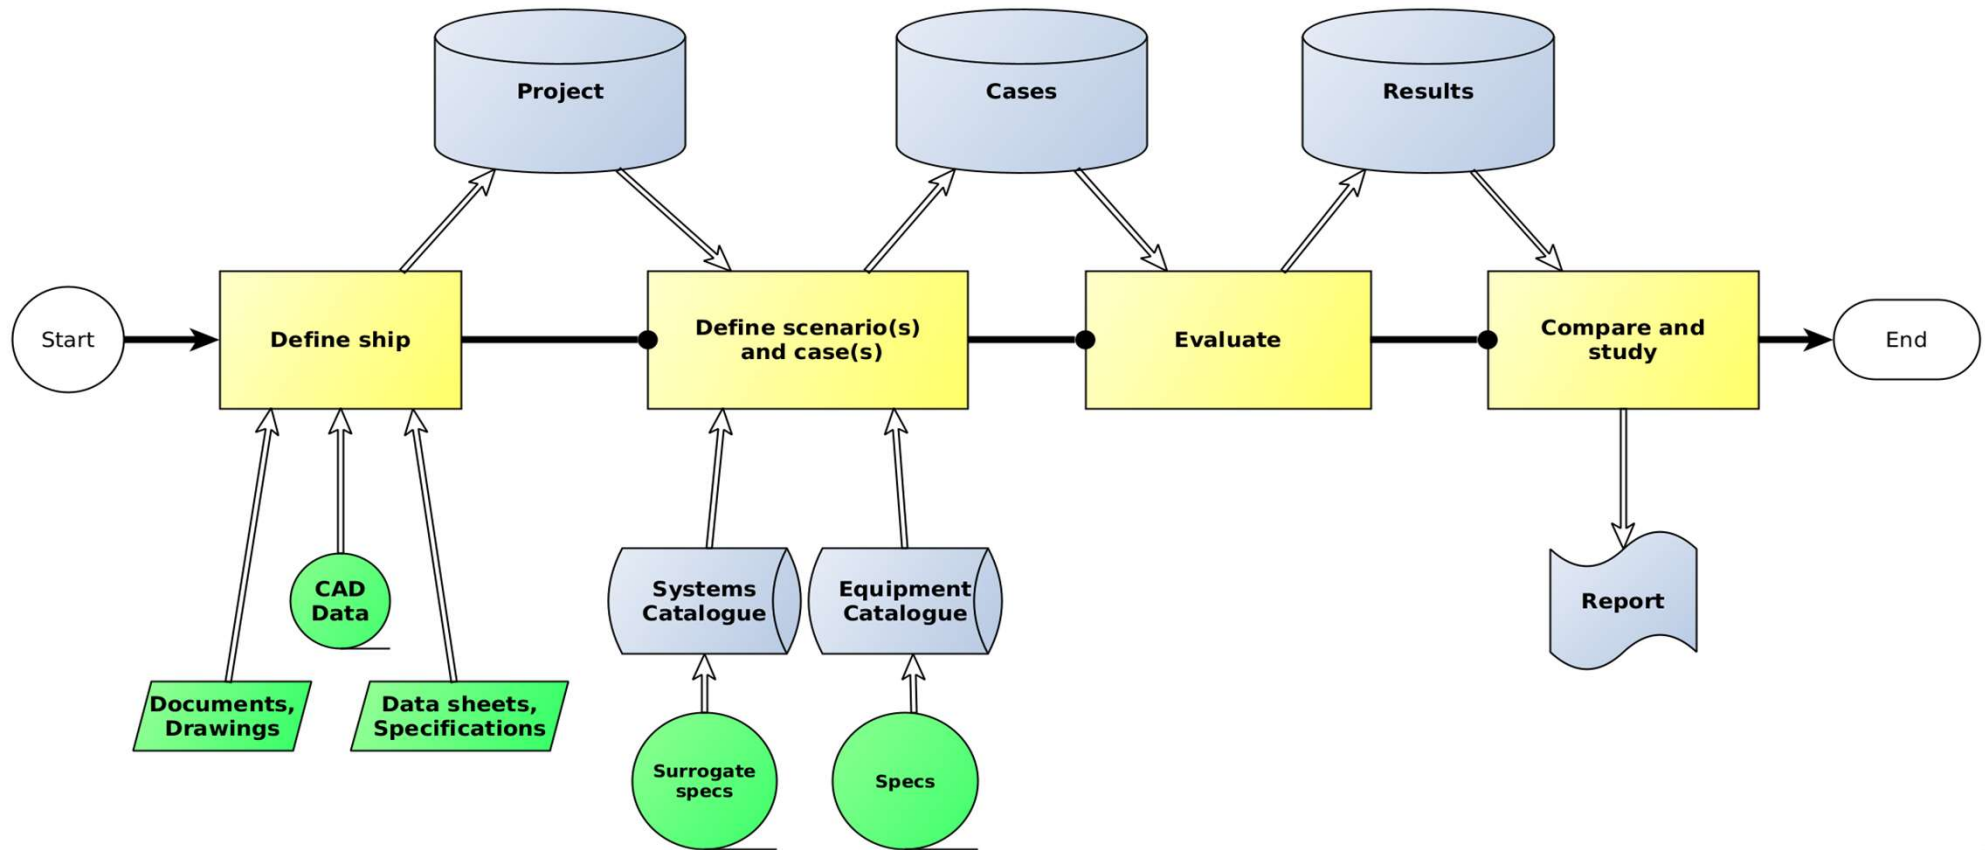 Project
Cases
Results
Start
Define ship
Define scenario(s)
and case(s)
Evaluate
Compare and
study
End
CAD
Data
Systems
Catalogue
Equipment
Catalogue
Report
Documents,
Drawings
Data sheets,
Specifications
Surrogate
specs
Specs